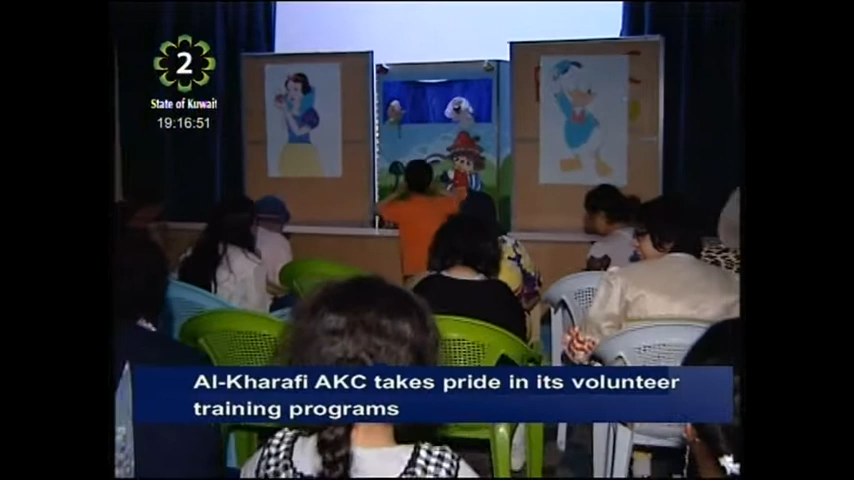 2
State of Kuwait
19:16:51
Al-Kharafi AKC takes pride in its volunteer
training programs